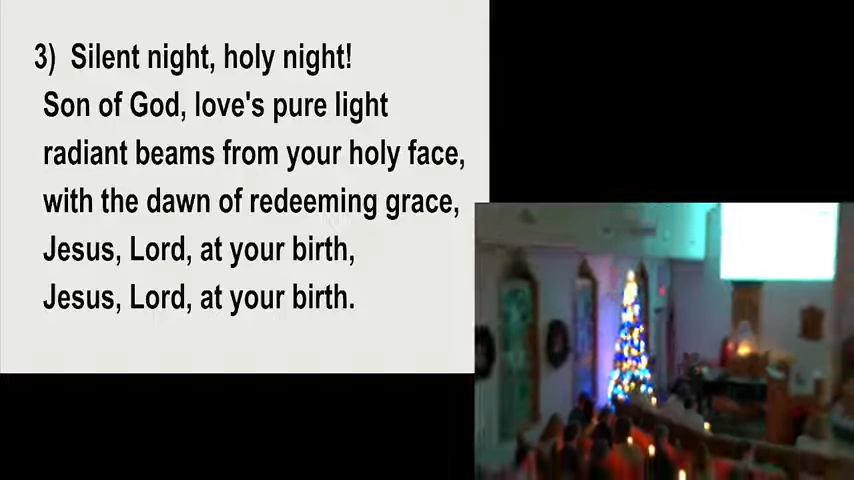 3) Silent night, holy night!
Son of God, love's pure light
radiant beams from your holy face,
with the dawn of redeeming grace,
Jesus, Lord, at your birth,
Jesus, Lord, at your birth.